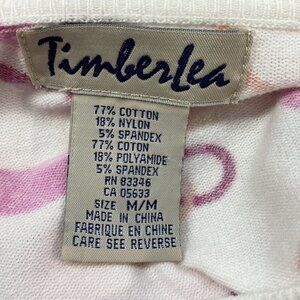 TimberLea
77% COTTON
18% NYLON
5% SPANDEX
77% COTON
18% POLYAMIDE
5% SPANDEX
RN 83346
CA 05633
SIZE M/M
MADE IN CHINA
FABRIQUE EN CHINE
CARE SEE REVERSE